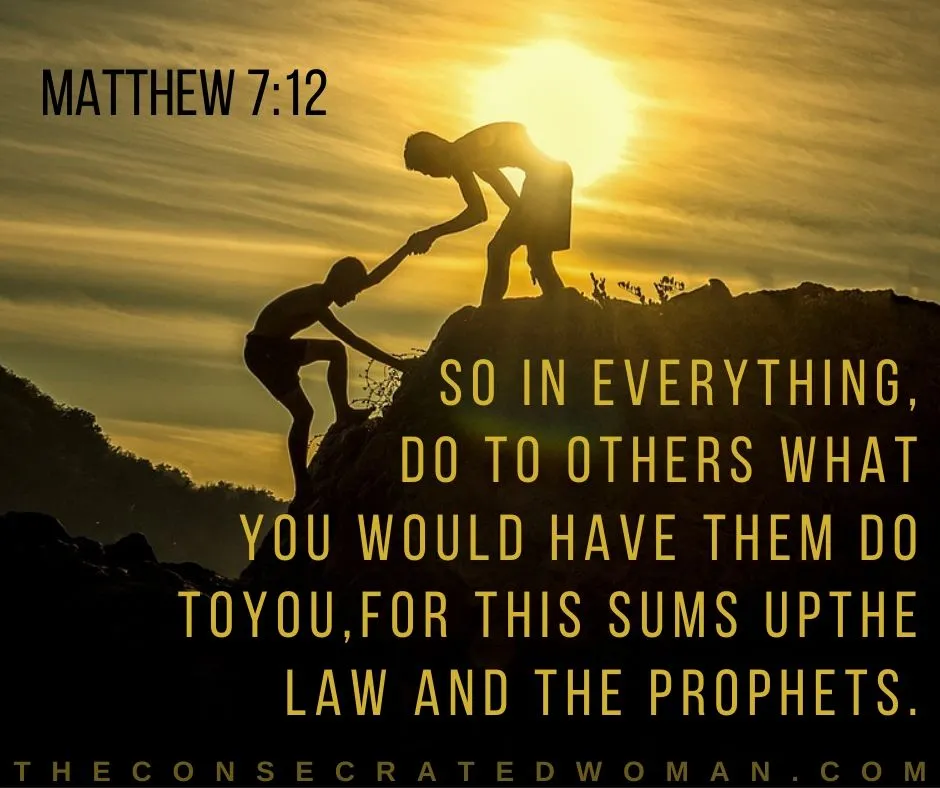 MATTHEW 7:12
SO IN EVERYTHING,
DO TO OTHERS WHAT
YOU WOULD HAVE THEM DO
TOYOU,FOR THIS SUMS UPTHE
LAW AND THE PROPHETS.
THECONSECRATEDWOMAN.COM